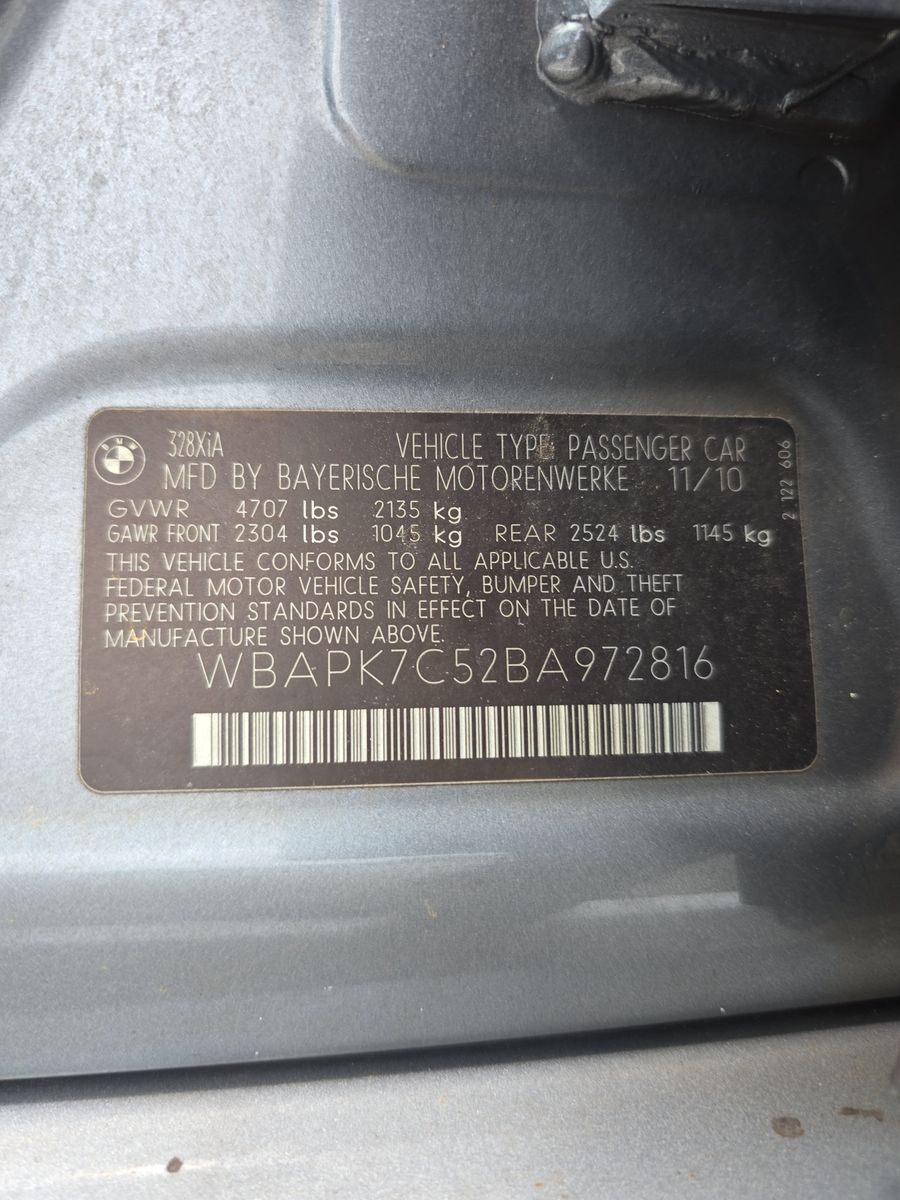 BMW
328XiA VEHICLE TYPE PASSENGER CAR
MFD BY BAYERISCHE MOTORENWERKE 11/10
GVWR 4707 lbs 2135 kg
GAWR FRONT 2304 lbs 1045 kg REAR 2524 lbs 1145 kg
THIS VEHICLE CONFORMS TO ALL APPLICABLE U.S.
FEDERAL MOTOR VEHICLE SAFETY, BUMPER AND THEFT
PREVENTION STANDARDS IN EFFECT ON THE DATE OF
MANUFACTURE SHOWN ABOVE.
WBAPK7C52BA972816
2 122 606